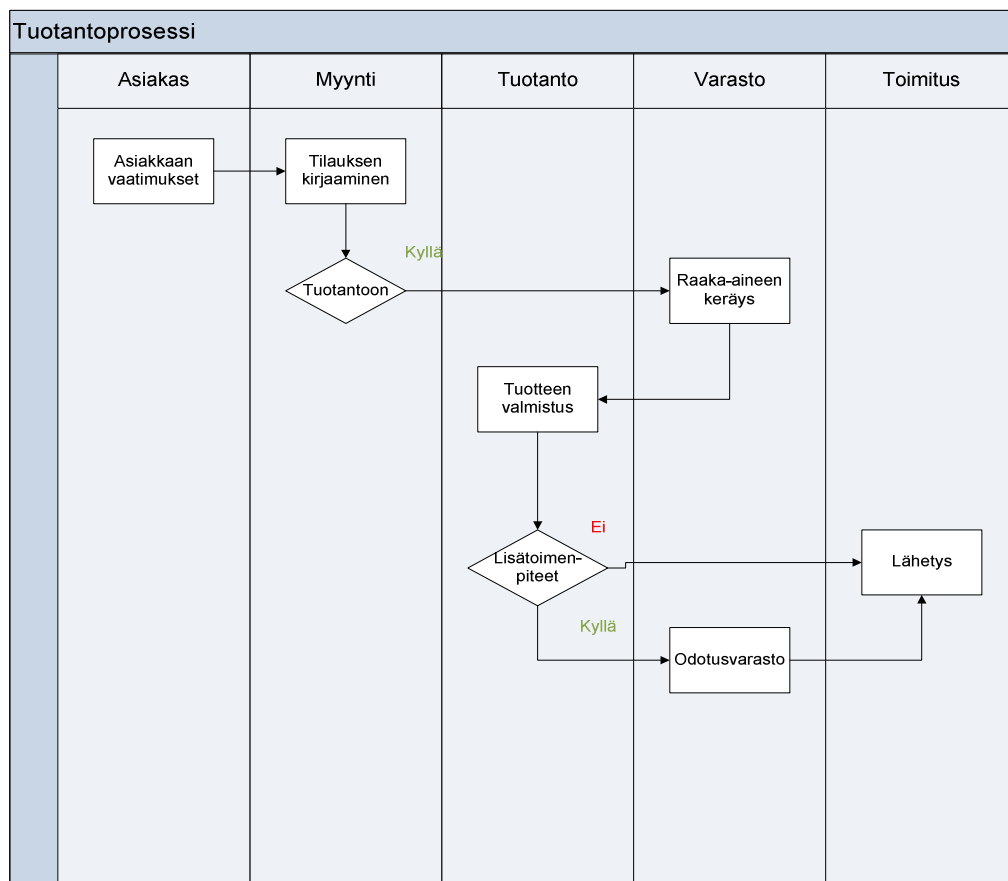 Tuotantoprosessi
Asiakas
Myynti
Tuotanto
Varasto
Toimitus
Asiakkaan
vaatimukset
Tilauksen
kirjaaminen
Kyllä
Tuotantoon
Raaka-aineen
keräys
Tuotteen
valmistus
Ei
Lisätoimen-
piteet
Lähetys
Kyllä
Odotusvarasto